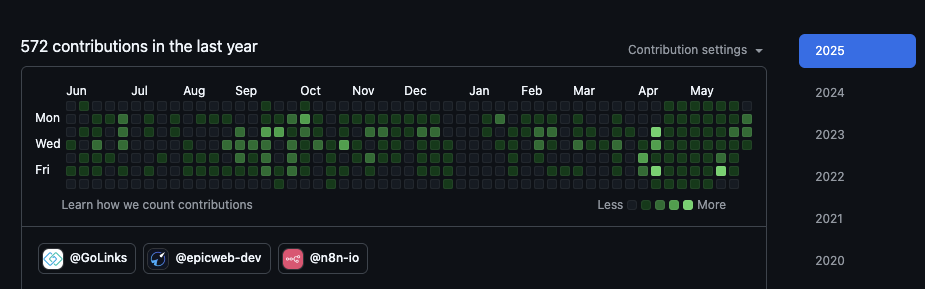 572 contributions in the last year
Contribution settings
2025
2024
2023
2022
2021
2020
Jun Jul Aug Sep Oct Nov Dec Jan Feb Mar Apr May
Mon
Wed
Fri
Learn how we count contributions
Less More
@GoLinks @epicweb-dev @n8n-io